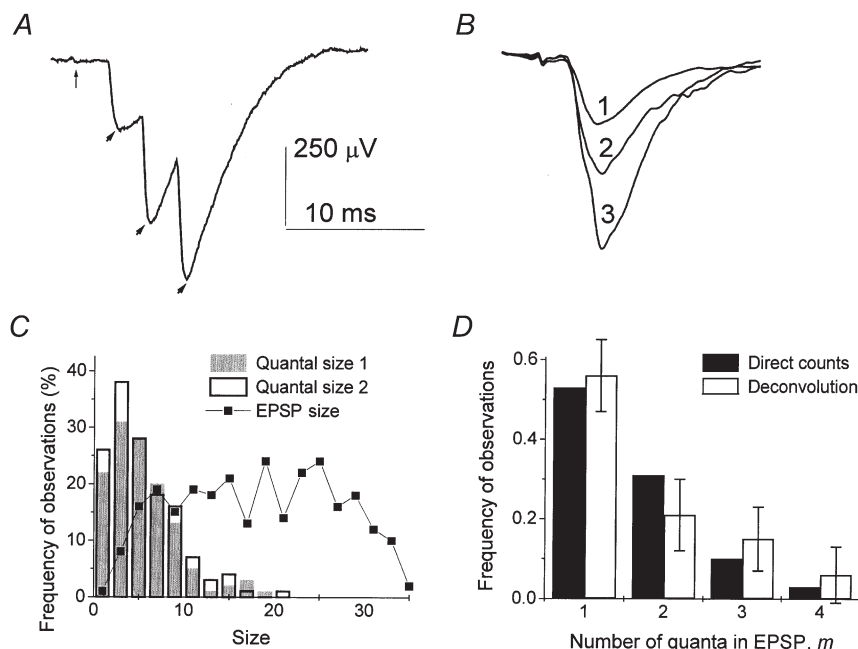 A
250 μV
10 ms
B
1
2
3
C
Frequency of observations (%)
40
30
20
10
0
0
10
20
30
Size
Quantal size 1
Quantal size 2
EPSP size
D
Frequency of observations
0.6
0.4
0.2
0.0
1
2
3
4
Number of quanta in EPSP, m
Direct counts
Deconvolution